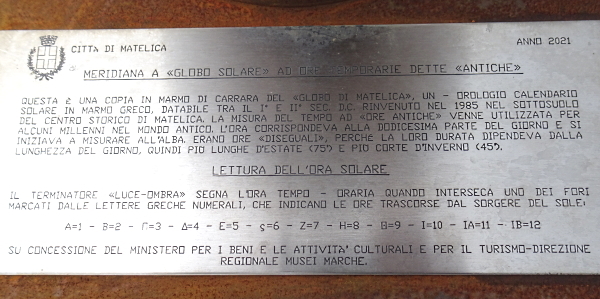 CITTÀ DI MATELICA
ANNO 2021
MERIDIANA A «GLOBO SOLARE» AD ORE TEMPORARIE DETTE «ANTICHE»
QUESTA È UNA COPIA IN MARMO DI CARRARA DEL «GLOBO DI MATELICA», UN - OROLOGIO CALENDARIO
SOLARE IN MARMO GRECO, DATABILE TRA IL I° E II° SEC. D.C. RINVENUTO NEL 1985 NEL SOTTOSUOLO
DEL CENTRO STORICO DI MATELICA. LA MISURA DEL TEMPO AD «ORE ANTICHE» VENNE UTILIZZATA PER
ALCUNI MILLENNI NEL MONDO ANTICO. L'ORA CORRISPONDEVA ALLA DODICESIMA PARTE DEL GIORNO E SI
INIZIAVA A MISURARE ALL'ALBA. ERANO ORE «DISEGUALI», PERCHÈ LA LORO DURATA DIPENDEVA DALLA
LUNGHEZZA DEL GIORNO, QUINDI PIÙ LUNGHE D'ESTATE (75') E PIÙ CORTE D'INVERNO (45').
LETTURA DELL'ORA SOLARE
IL TERMINATORE «LUCE-OMBRA» SEGNA L'ORA TEMPO - ORARIA QUANDO INTERSECA UNO DEI FORI
MARCATI DALLE LETTERE GRECHE NUMERALI, CHE INDICANO LE ORE TRASCORSE DAL SORGERE DEL SOLE:
Α=1 - Β=2 - Γ=3 - Δ=4 - Ε=5 - ς=6 - Ζ=7 - Η=8 - Θ=9 - Ι=10 - ΙΑ=11 - ΙΒ=12
SU CONCESSIONE DEL MINISTERO PER I BENI E LE ATTIVITA' CULTURALI E PER IL TURISMO-DIREZIONE
REGIONALE MUSEI MARCHE.